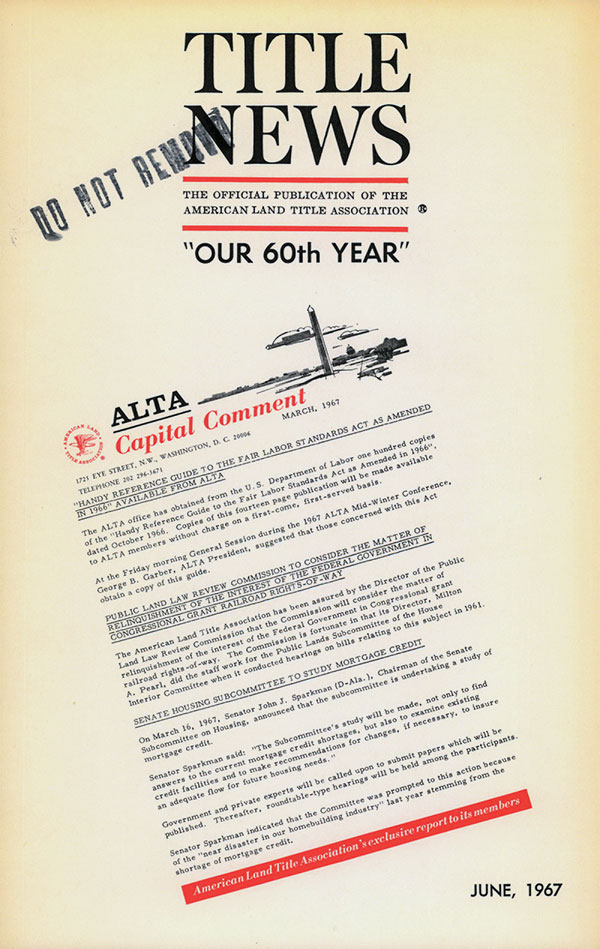 TITLE
NEWS
DO NOT REMOVE
THE OFFICIAL PUBLICATION OF THE
AMERICAN LAND TITLE ASSOCIATION ®
"OUR 60th YEAR"
ALTA
Capital Comment
MARCH, 1967
AMERICAN LAND
TITLE ASSOCIATION
1721 EYE STREET, N.W., WASHINGTON, D. C. 20006
TELEPHONE 202 296-3671
"HANDY REFERENCE GUIDE TO THE FAIR LABOR STANDARDS ACT AS AMENDED
IN 1966" AVAILABLE FROM ALTA
The ALTA office has obtained from the U. S. Department of Labor one hundred copies
of the "Handy Reference Guide to the Fair Labor Standards Act as Amended in 1966",
dated October 1966. Copies of this fourteen page publication will be made available
to ALTA members without charge on a first-come, first-served basis.
At the Friday morning General Session during the 1967 ALTA Mid-Winter Conference,
George B. Garber, ALTA President, suggested that those concerned with this Act
obtain a copy of this guide.
PUBLIC LAND LAW REVIEW COMMISSION TO CONSIDER THE MATTER OF
RELINQUISHMENT OF THE INTEREST OF THE FEDERAL GOVERNMENT IN
CONGRESSIONAL GRANT RAILROAD RIGHTS-OF-WAY
The American Land Title Association has been assured by the Director of the Public
Land Law Review Commission that the Commission will consider the matter of
relinquishment of the interest of the Federal Government in Congressional grant
railroad rights-of-way. The Commission is fortunate in that its Director, Milton
A. Pearl, did the staff work for the Public Lands Subcommittee of the House
Interior Committee when it conducted hearings on bills relating to this subject in 1961.
SENATE HOUSING SUBCOMMITTEE TO STUDY MORTGAGE CREDIT
On March 16, 1967, Senator John J. Sparkman (D-Ala.), Chairman of the Senate
Subcommittee on Housing, announced that the subcommittee is undertaking a study of
mortgage credit.
Senator Sparkman said: "The Subcommittee's study will be made, not only to find
answers to the current mortgage credit shortages, but also to examine existing
credit facilities and to make recommendations for changes, if necessary, to insure
an adequate flow for future housing needs."
Government and private experts will be called upon to submit papers which will be
published. Thereafter, roundtable-type hearings will be held among the participants.
Senator Sparkman indicated that the Committee was prompted to this action because
of the "near disaster in our homebuilding industry" last year stemming from the
shortage of mortgage credit.
American Land Title Association's exclusive report to its members
JUNE, 1967